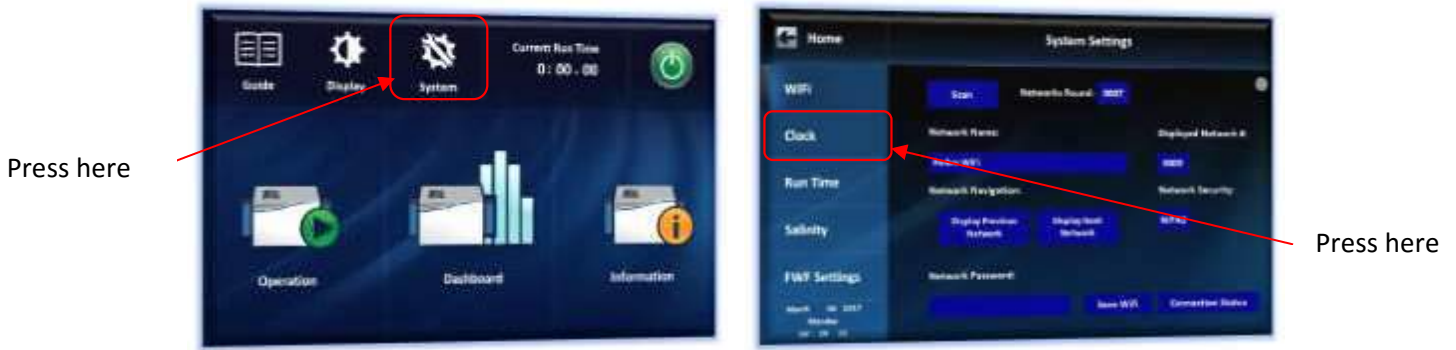 Guide
Display
System
Current Run Time
0: 00 . 00
Press here
Operation
Dashboard
Information
Home
System Settings
WiFi
Clock
Run Time
Salinity
FWF Settings
Scan
Networks Found:
Network Name:
Displayed Network #:
Network Navigation:
Network Security:
Display Previous
Network
Display Next
Network
Network Password:
Save WiFi
Connection Status
Press here